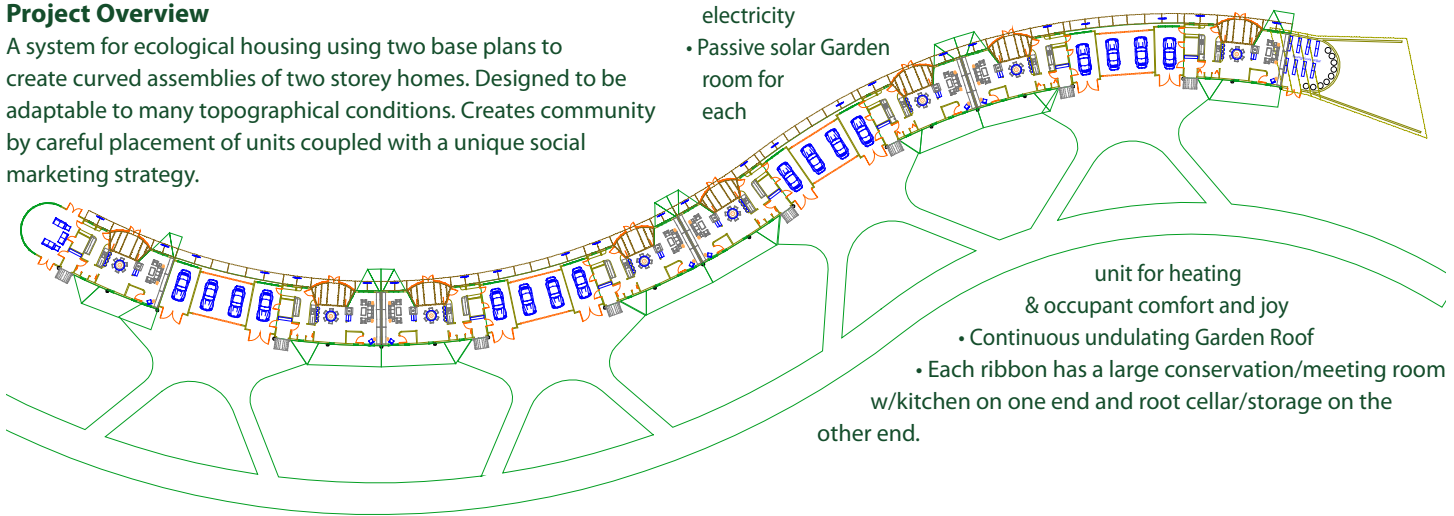 Project Overview
A system for ecological housing using two base plans to
create curved assemblies of two storey homes. Designed to be
adaptable to many topographical conditions. Creates community
by careful placement of units coupled with a unique social
marketing strategy.
electricity
• Passive solar Garden
room for
each
unit for heating
& occupant comfort and joy
• Continuous undulating Garden Roof
• Each ribbon has a large conservation/meeting room
w/kitchen on one end and root cellar/storage on the
other end.